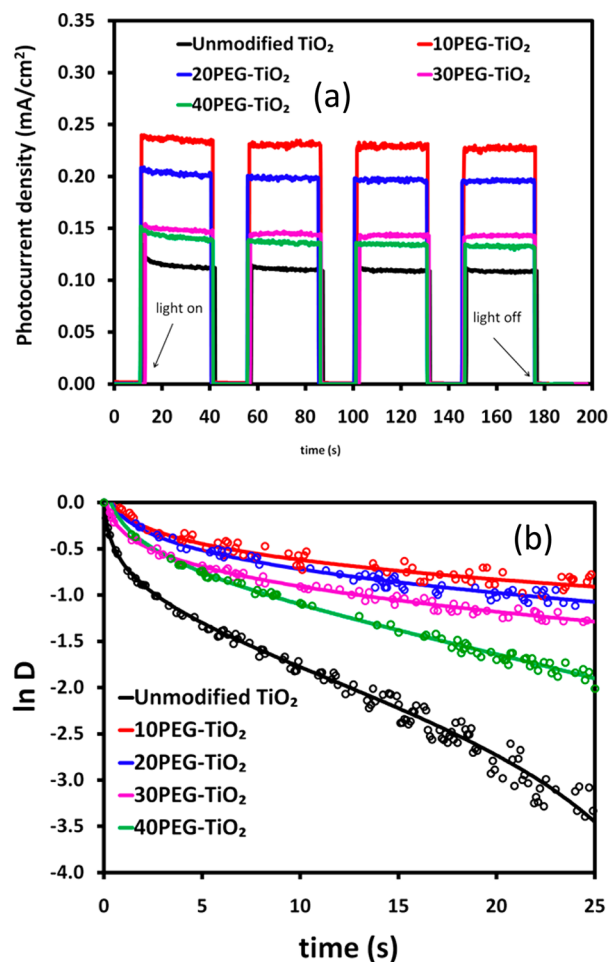 Unmodified TiO₂ 10PEG-TiO₂
20PEG-TiO₂ 30PEG-TiO₂
40PEG-TiO₂
(a)
Photocurrent density (mA/cm²)
0.35
0.30
0.25
0.20
0.15
0.10
0.05
0.00
light on
light off
0 20 40 60 80 100 120 140 160 180 200
time (s)
(b)
ln D
0.0
-0.5
-1.0
-1.5
-2.0
-2.5
-3.0
-3.5
-4.0
Unmodified TiO₂
10PEG-TiO₂
20PEG-TiO₂
30PEG-TiO₂
40PEG-TiO₂
0 5 10 15 20 25
time (s)